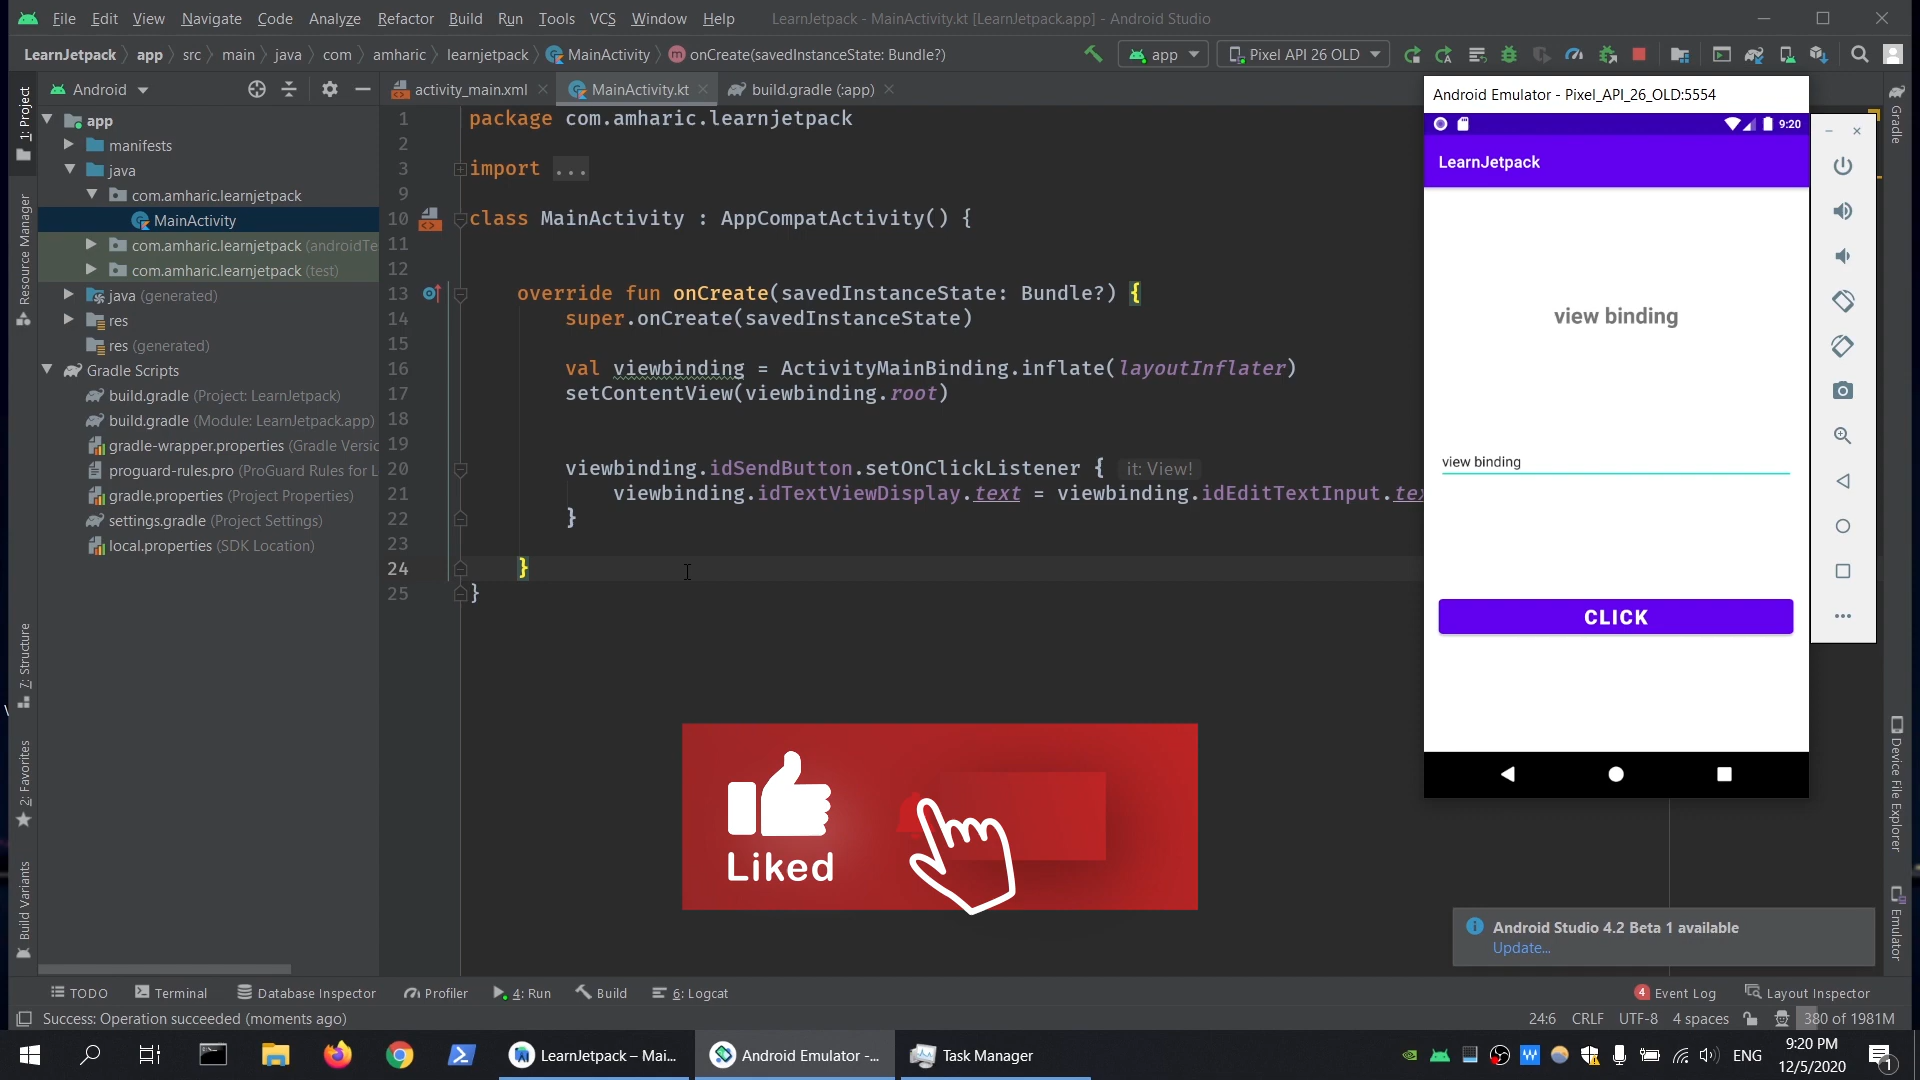 File Edit View Navigate Code Analyze Refactor Build Run Tools VCS Window Help LearnJetpack - MainActivity.kt [LearnJetpack.app] - Android Studio
LearnJetpack app src main java com amharic learnjetpack MainActivity onCreate(savedInstanceState: Bundle?) app Pixel API 26 OLD
Android
activity_main.xml MainActivity.kt build.gradle (:app)
1: Project
Resource Manager
7: Structure
2: Favorites
Build Variants
app
manifests
java
com.amharic.learnjetpack
MainActivity
com.amharic.learnjetpack (androidTe
com.amharic.learnjetpack (test)
java (generated)
res
res (generated)
Gradle Scripts
build.gradle (Project: LearnJetpack)
build.gradle (Module: LearnJetpack.app)
gradle-wrapper.properties (Gradle Versic
proguard-rules.pro (ProGuard Rules for L
gradle.properties (Project Properties)
settings.gradle (Project Settings)
local.properties (SDK Location)
1 package com.amharic.learnjetpack
2
3 import ...
9
10 class MainActivity : AppCompatActivity() {
11
12
13 override fun onCreate(savedInstanceState: Bundle?) {
14 super.onCreate(savedInstanceState)
15
16 val viewbinding = ActivityMainBinding.inflate(layoutInflater)
17 setContentView(viewbinding.root)
18
19
20 viewbinding.idSendButton.setOnClickListener { it: View!
21 viewbinding.idTextViewDisplay.text = viewbinding.idEditTextInput.tex
22 }
23
24 }
25 }
Android Emulator - Pixel_API_26_OLD:5554
9:20
LearnJetpack
view binding
view binding
CLICK
Gradle
Device File Explorer
Emulator
Liked
Android Studio 4.2 Beta 1 available
Update...
TODO Terminal Database Inspector Profiler 4: Run Build 6: Logcat 4 Event Log Layout Inspector
Success: Operation succeeded (moments ago) 24:6 CRLF UTF-8 4 spaces 380 of 1981M
LearnJetpack – Mai... Android Emulator -... Task Manager ENG 9:20 PM
12/5/2020
1